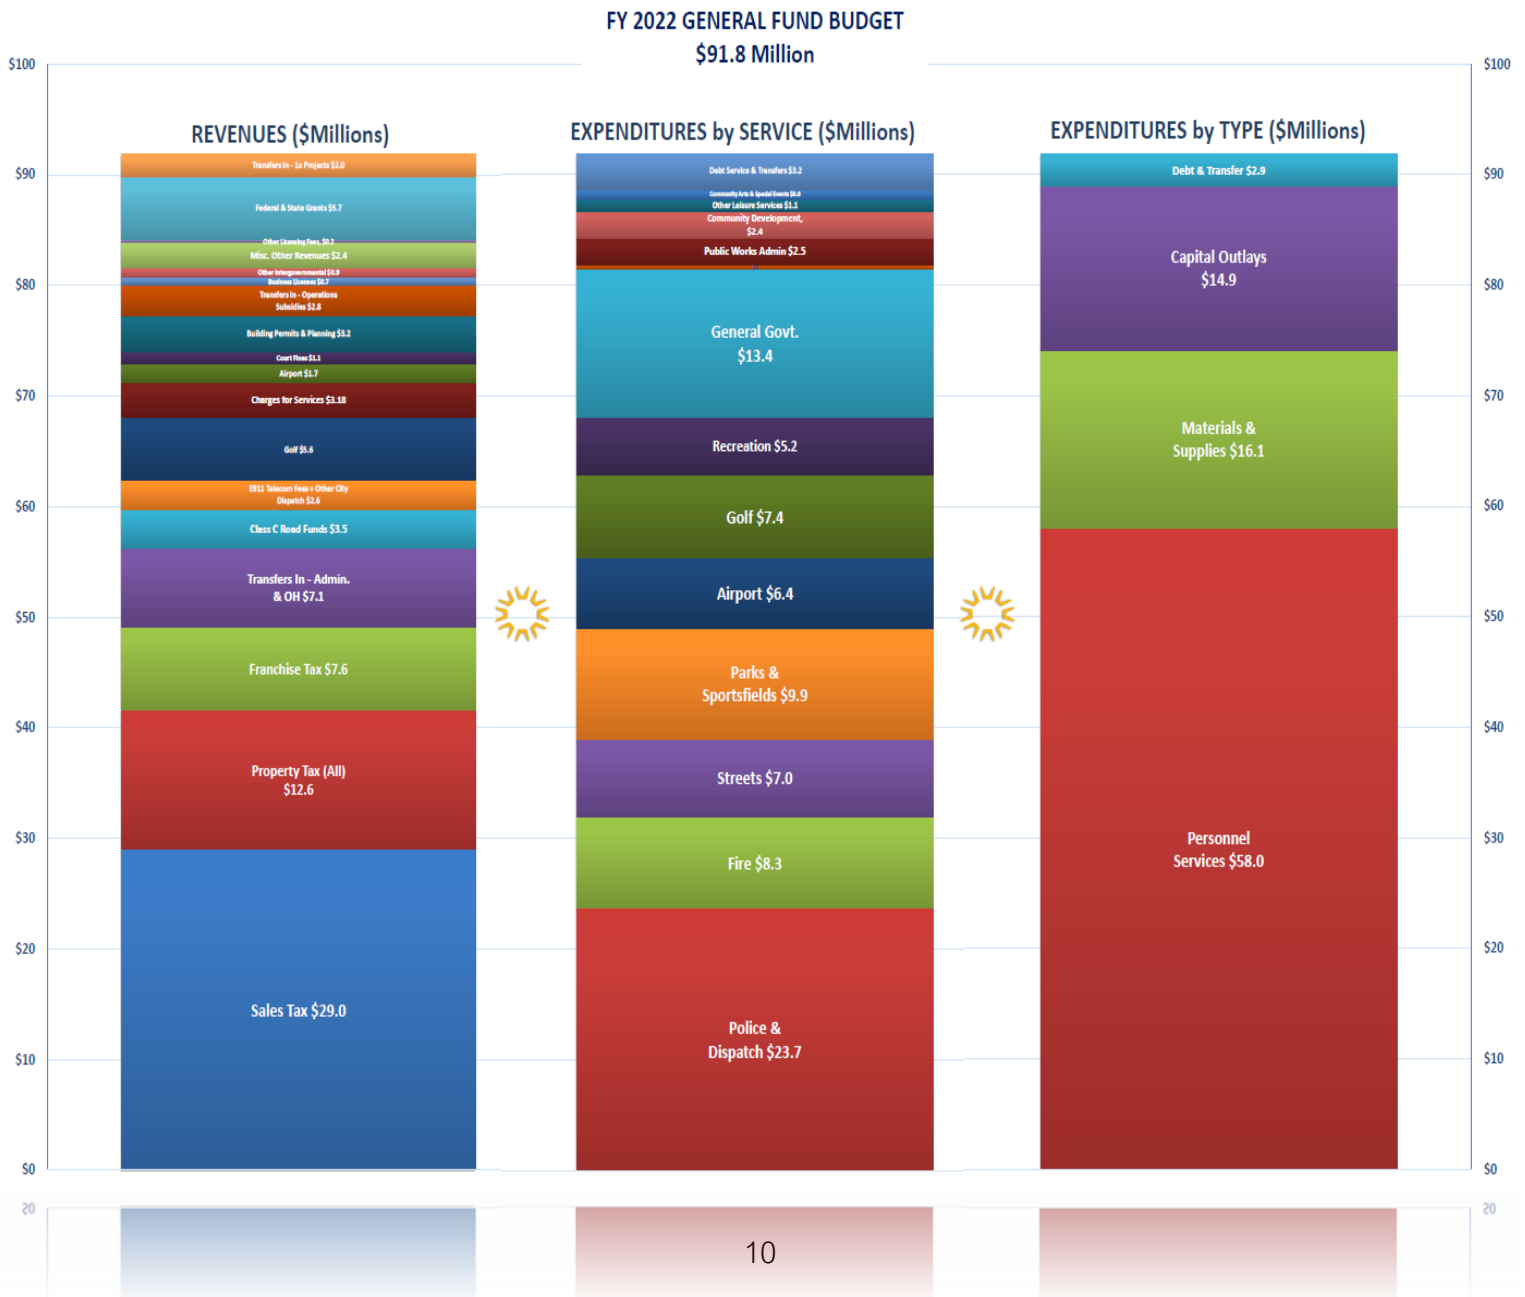 FY 2022 GENERAL FUND BUDGET
$91.8 Million
$100
$90
$80
$70
$60
$50
$40
$30
$20
$10
$0
REVENUES ($Millions)
Transfers In - 1x Projects $2.0
Federal & State Grants $5.7
Other Licensing Fees, $0.2
Misc. Other Revenues $2.4
Other Intergovernmental $0.9
Business Licenses $0.7
Transfers In - Operations
Subsidies $2.8
Building Permits & Planning $3.2
Court Fines $1.1
Airport $1.7
Charges for Services $3.18
Golf $5.6
E911 Telecom Fees + Other City
Dispatch $2.6
Class C Road Funds $3.5
Transfers In - Admin.
& OH $7.1
Franchise Tax $7.6
Property Tax (All)
$12.6
Sales Tax $29.0
EXPENDITURES by SERVICE ($Millions)
Debt Service & Transfers $3.2
Community Arts & Special Events $0.8
Other Leisure Services $1.1
Community Development,
$2.4
Public Works Admin $2.5
General Govt.
$13.4
Recreation $5.2
Golf $7.4
Airport $6.4
Parks &
Sportsfields $9.9
Streets $7.0
Fire $8.3
Police &
Dispatch $23.7
EXPENDITURES by TYPE ($Millions)
Debt & Transfer $2.9
Capital Outlays
$14.9
Materials &
Supplies $16.1
Personnel
Services $58.0
$100
$90
$80
$70
$60
$50
$40
$30
$20
$10
$0
10